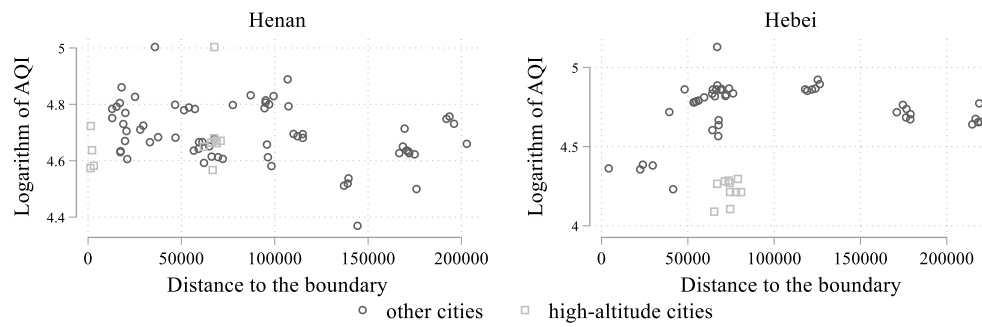 Henan
Hebei
Logarithm of AQI
5
4.8
4.6
4.4
0
50000
100000
150000
200000
Distance to the boundary
Logarithm of AQI
5
4.5
4
0
50000
100000
150000
200000
Distance to the boundary
other cities
high-altitude cities